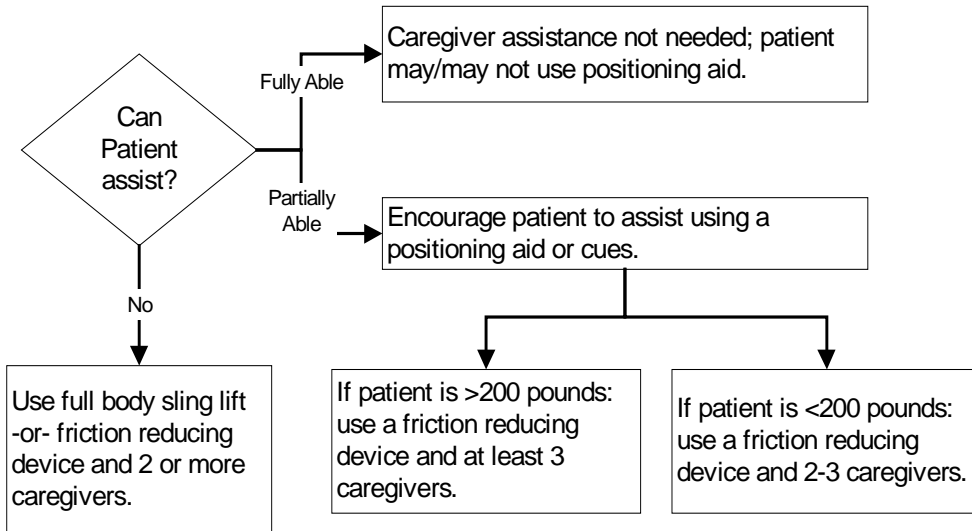 Can
Patient
assist?
Fully Able
Caregiver assistance not needed; patient
may/may not use positioning aid.
Partially
Able
Encourage patient to assist using a
positioning aid or cues.
No
Use full body sling lift
-or- friction reducing
device and 2 or more
caregivers.
If patient is >200 pounds:
use a friction reducing
device and at least 3
caregivers.
If patient is <200 pounds:
use a friction reducing
device and 2-3 caregivers.